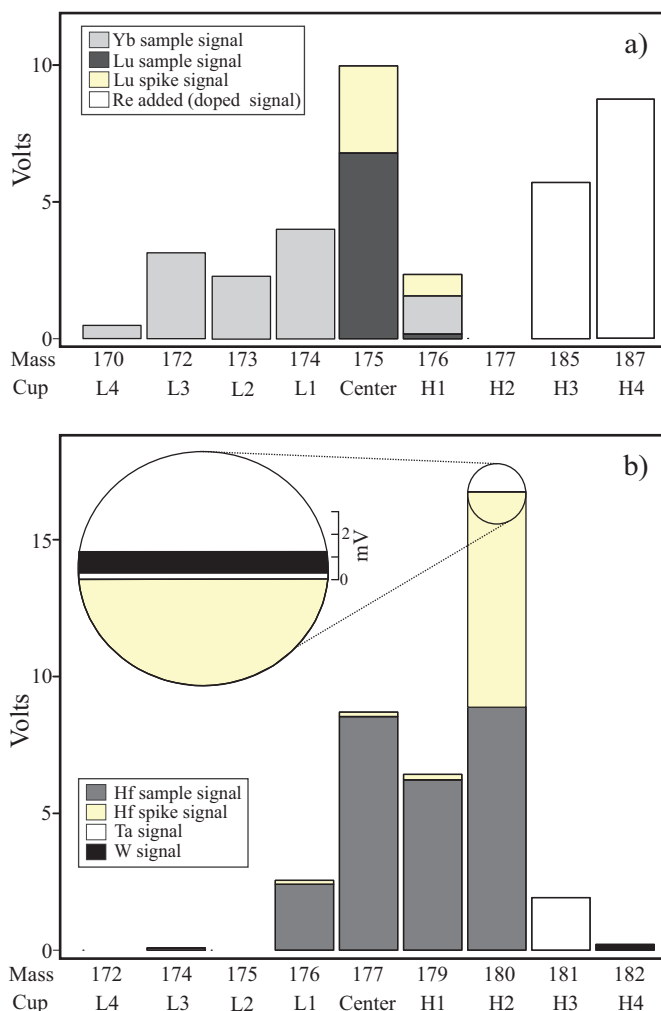 a)
Yb sample signal
Lu sample signal
Lu spike signal
Re added (doped signal)
10
5
0
Volts
Mass 170 172 173 174 175 176 177 185 187
Cup L4 L3 L2 L1 Center H1 H2 H3 H4
b)
2
0
mV
15
10
5
0
Volts
Hf sample signal
Hf spike signal
Ta signal
W signal
Mass 172 174 175 176 177 179 180 181 182
Cup L4 L3 L2 L1 Center H1 H2 H3 H4